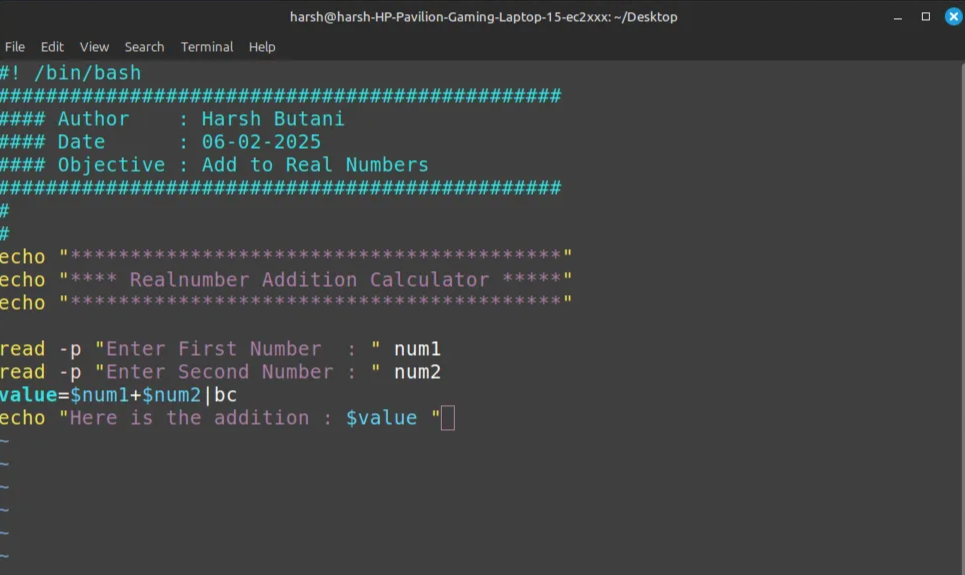 harsh@harsh-HP-Pavilion-Gaming-Laptop-15-ec2xxx: ~/Desktop
File Edit View Search Terminal Help
#! /bin/bash
###############################################
#### Author    : Harsh Butani
#### Date      : 06-02-2025
#### Objective : Add to Real Numbers
###############################################
#
#
echo "*****************************************"
echo "**** Realnumber Addition Calculator *****"
echo "*****************************************"

read -p "Enter First Number  : " num1
read -p "Enter Second Number : " num2
value=$num1+$num2|bc
echo "Here is the addition : $value "
~
~
~
~
~
~